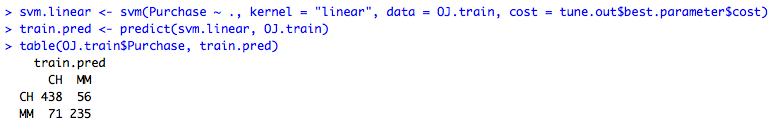 > svm.linear <- svm(Purchase ~ ., kernel = "linear", data = OJ.train, cost = tune.out$best.parameter$cost)
> train.pred <- predict(svm.linear, OJ.train)
> table(OJ.train$Purchase, train.pred)
    train.pred
      CH  MM
  CH 438  56
  MM  71 235